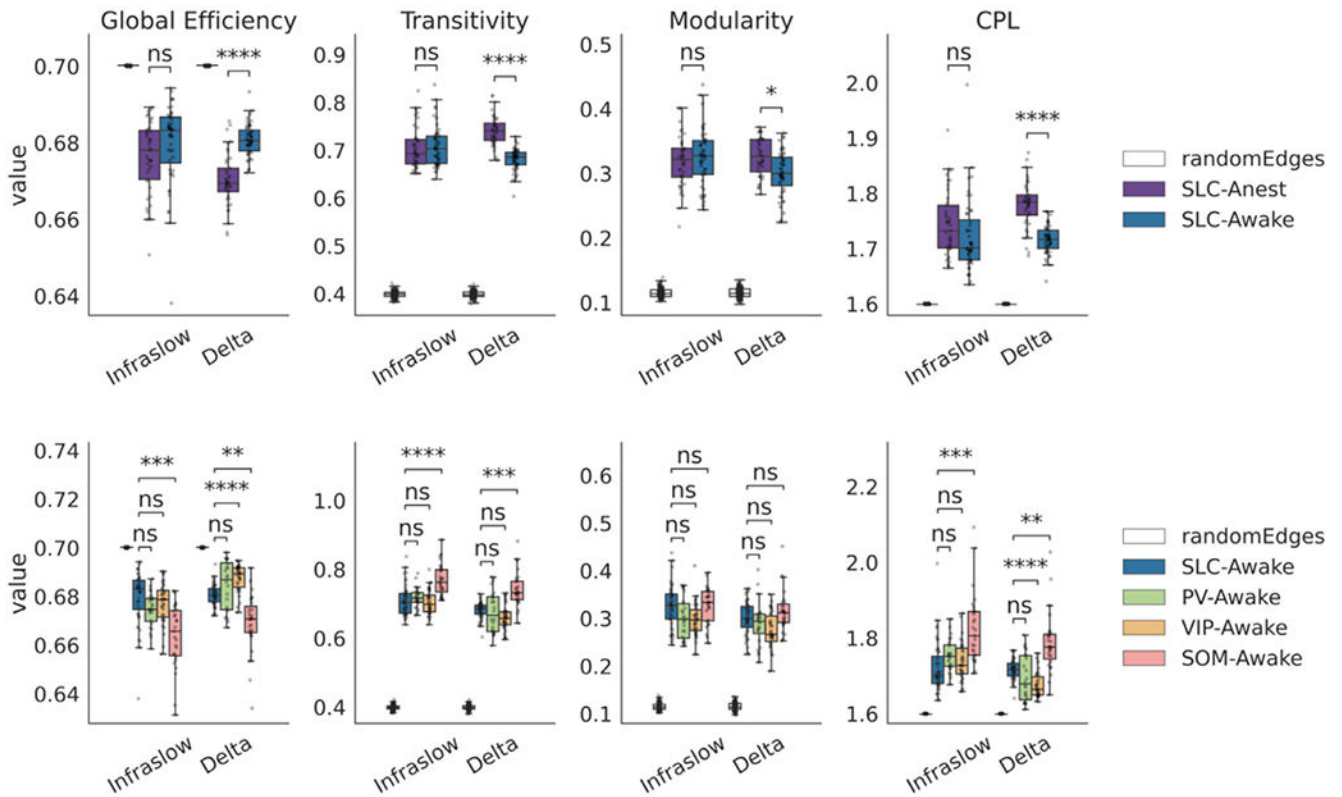 Global Efficiency Transitivity Modularity CPL
value
0.70
0.68
0.66
0.64
ns ****
Infraslow Delta
0.9
0.8
0.7
0.6
0.5
0.4
ns ****
Infraslow Delta
0.5
0.4
0.3
0.2
0.1
ns *
Infraslow Delta
2.0
1.9
1.8
1.7
1.6
ns ****
Infraslow Delta
randomEdges
SLC-Anest
SLC-Awake
value
0.74
0.72
0.70
0.68
0.66
0.64
***
ns
ns
**
****
ns
Infraslow Delta
1.0
0.8
0.6
0.4
****
ns
ns
***
ns
ns
Infraslow Delta
0.6
0.5
0.4
0.3
0.2
0.1
ns
ns
ns
ns
ns
ns
Infraslow Delta
2.2
2.0
1.8
1.6
***
ns
ns
**
****
ns
Infraslow Delta
randomEdges
SLC-Awake
PV-Awake
VIP-Awake
SOM-Awake